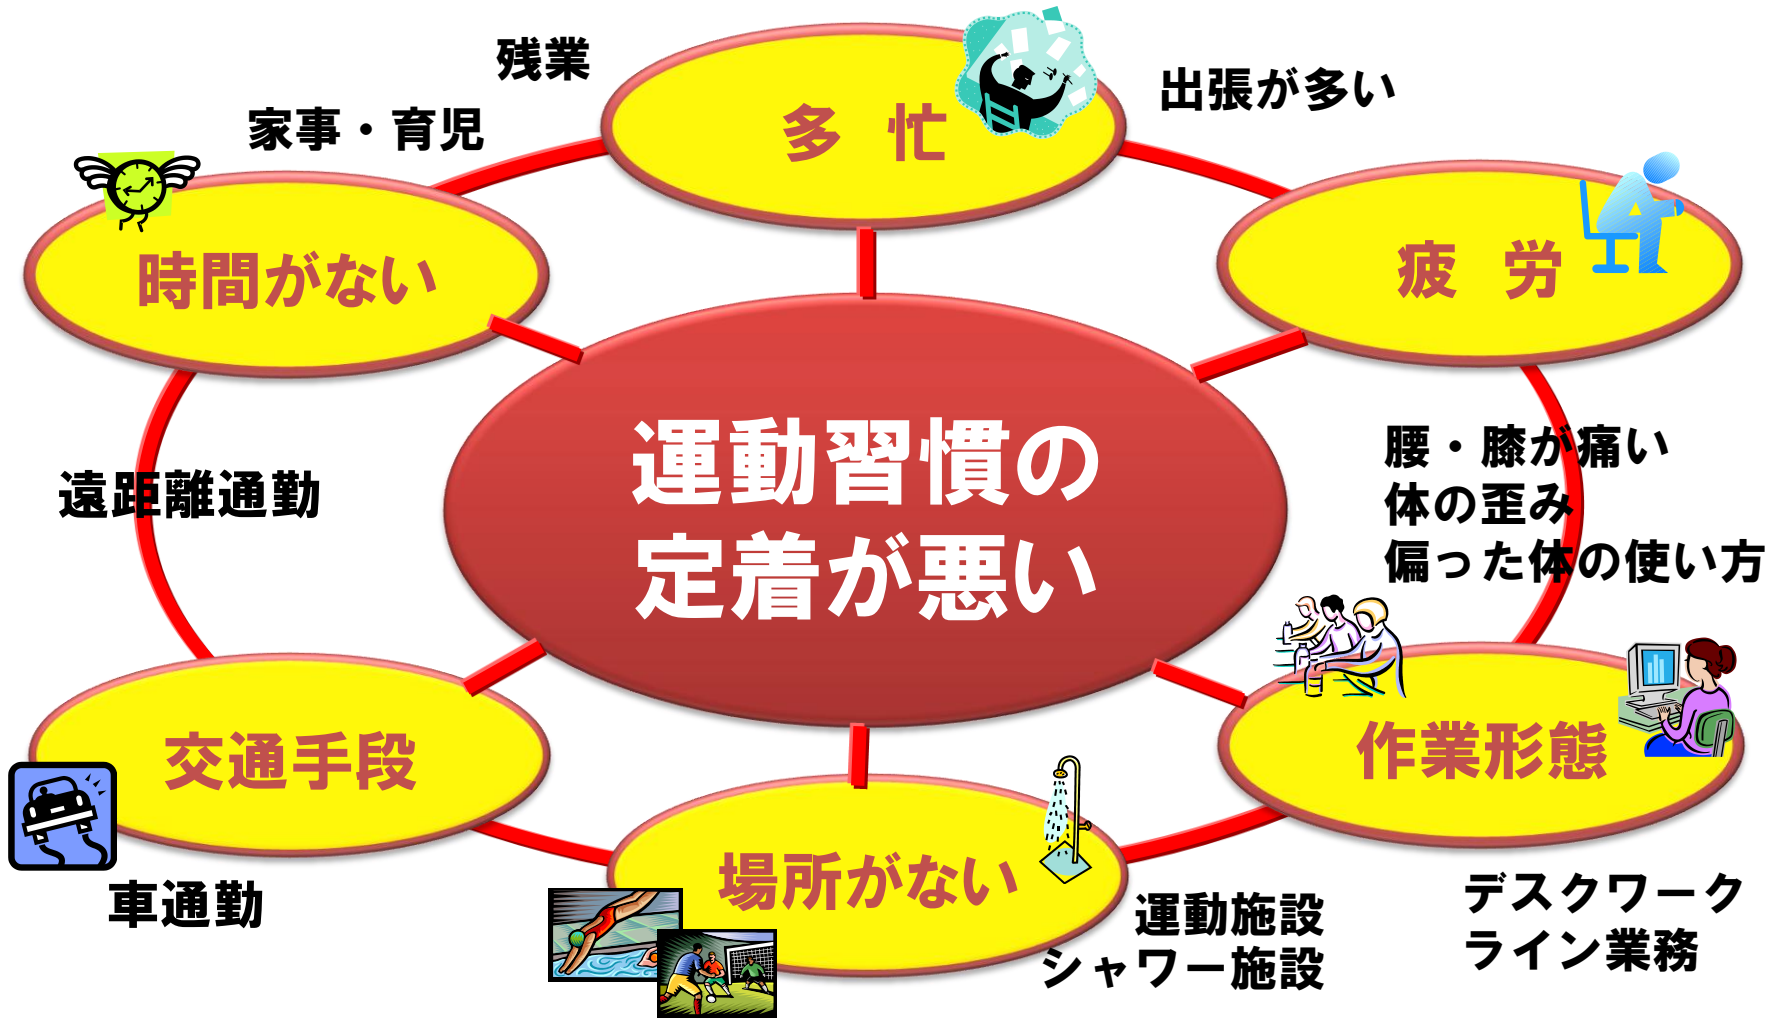 残業
出張が多い
家事・育児
多 忙
時間がない
疲 労
運動習慣の
定着が悪い
遠距離通勤
腰・膝が痛い
体の歪み
偏った体の使い方
交通手段
作業形態
場所がない
車通勤
運動施設
シャワー施設
デスクワーク
ライン業務